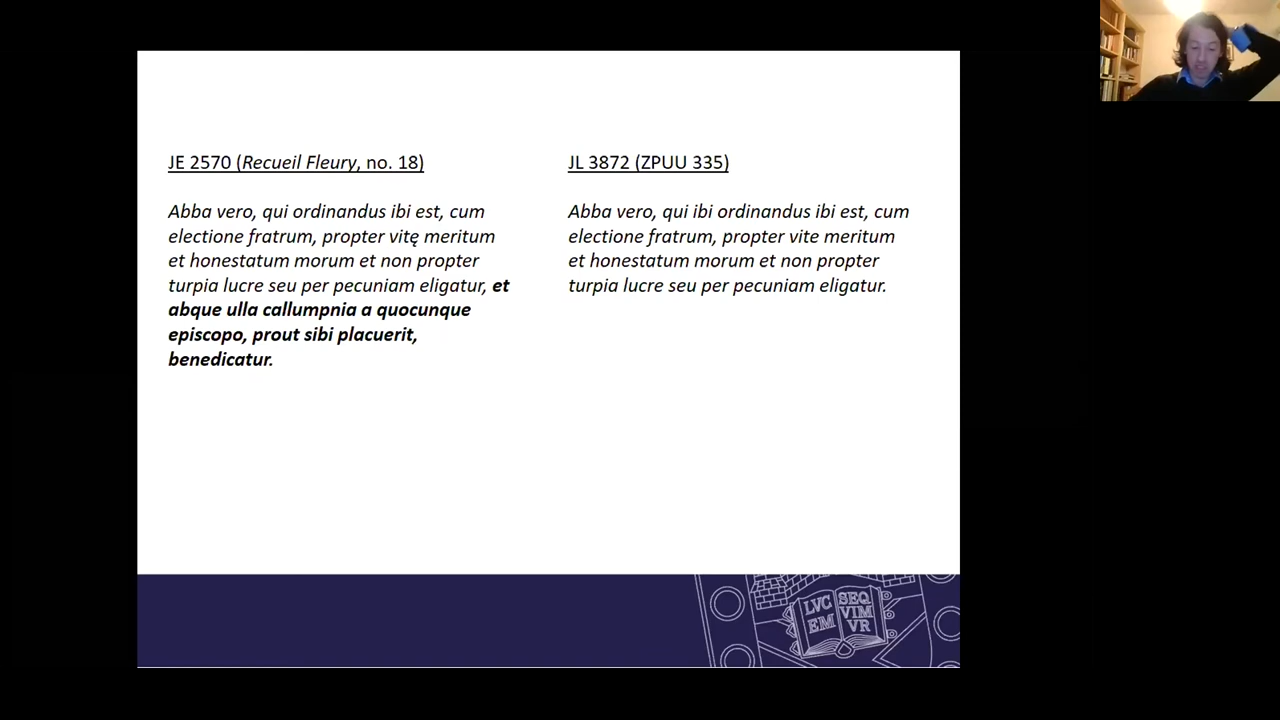 JE 2570 (Recueil Fleury, no. 18)
Abba vero, qui ordinandus ibi est, cum
electione fratrum, propter vitę meritum
et honestatum morum et non propter
turpia lucre seu per pecuniam eligatur, et
abque ulla callumpnia a quocunque
episcopo, prout sibi placuerit,
benedicatur.
JL 3872 (ZPUU 335)
Abba vero, qui ibi ordinandus ibi est, cum
electione fratrum, propter vite meritum
et honestatum morum et non propter
turpia lucre seu per pecuniam eligatur.
LVC
EM
SEQ
VIM
VR